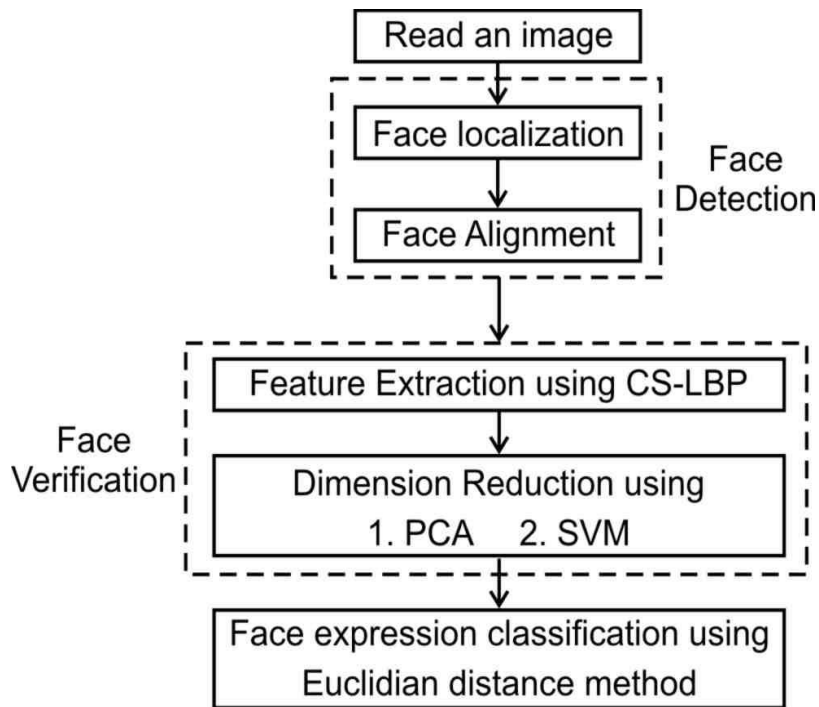 Read an image
Face localization
Face
Detection
Face Alignment
Feature Extraction using CS-LBP
Face
Verification
Dimension Reduction using
1. PCA 2. SVM
Face expression classification using
Euclidian distance method